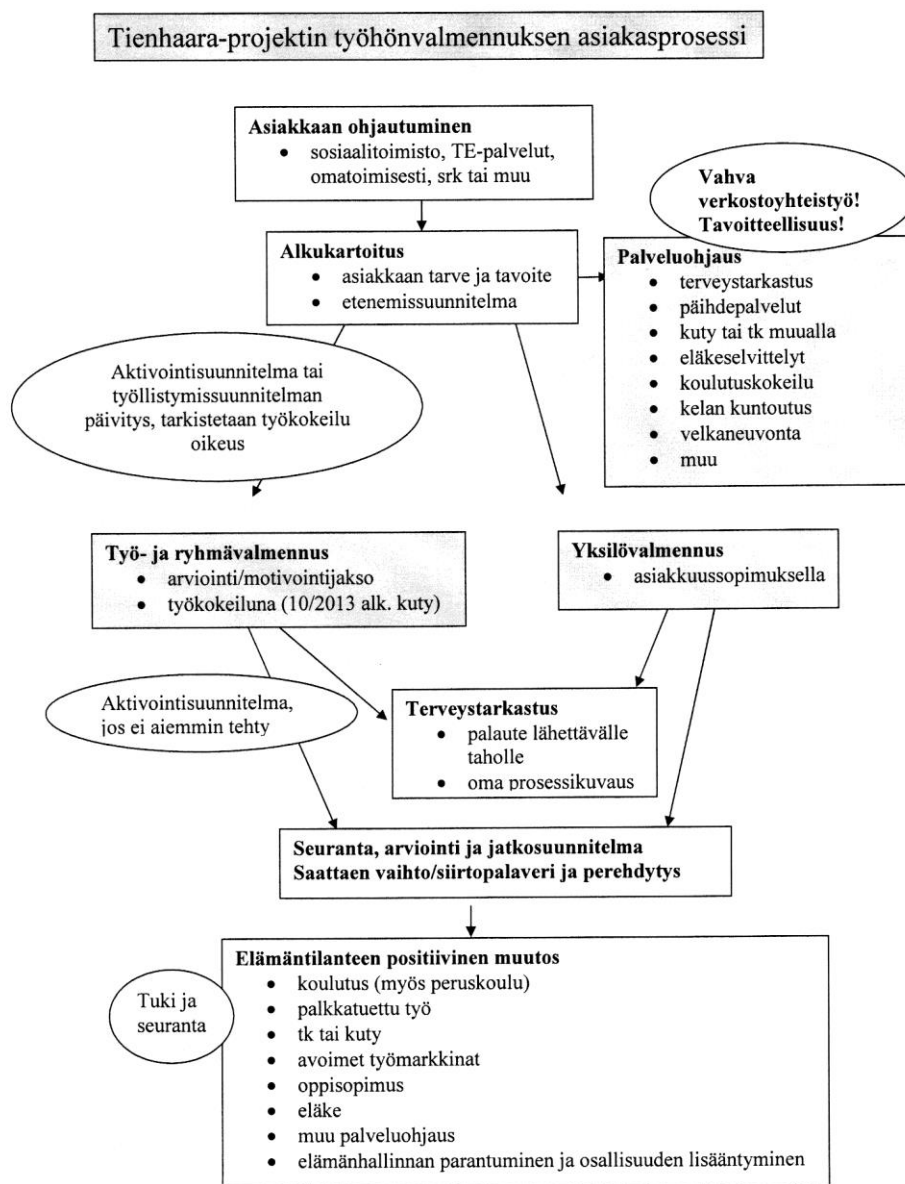 Tienhaara-projektin työhönvalmennuksen asiakasprosessi
Asiakkaan ohjautuminen
• sosiaalitoimisto, TE-palvelut,
omatoimisesti, srk tai muu
Vahva
verkostoyhteistyö!
Tavoitteellisuus!
Alkukartoitus
• asiakkaan tarve ja tavoite
• etenemissuunnitelma
Palveluohjaus
• terveystarkastus
• päihdepalvelut
• kuty tai tk muualla
• eläkeselvittelyt
• koulutuskokeilu
• kelan kuntoutus
• velkaneuvonta
• muu
Aktivointisuunnitelma tai
työllistymissuunnitelman
päivitys, tarkistetaan työkokeilu
oikeus
Työ- ja ryhmävalmennus
• arviointi/motivointijakso
• työkokeiluna (10/2013 alk. kuty)
Yksilövalmennus
• asiakkuussopimuksella
Aktivointisuunnitelma,
jos ei aiemmin tehty
Terveystarkastus
• palaute lähettävälle
taholle
• oma prosessikuvaus
Seuranta, arviointi ja jatkosuunnitelma
Saattaen vaihto/siirtopalaveri ja perehdytys
Tuki ja
seuranta
Elämäntilanteen positiivinen muutos
• koulutus (myös peruskoulu)
• palkkatuettu työ
• tk tai kuty
• avoimet työmarkkinat
• oppisopimus
• eläke
• muu palveluohjaus
• elämänhallinnan parantuminen ja osallisuuden lisääntyminen